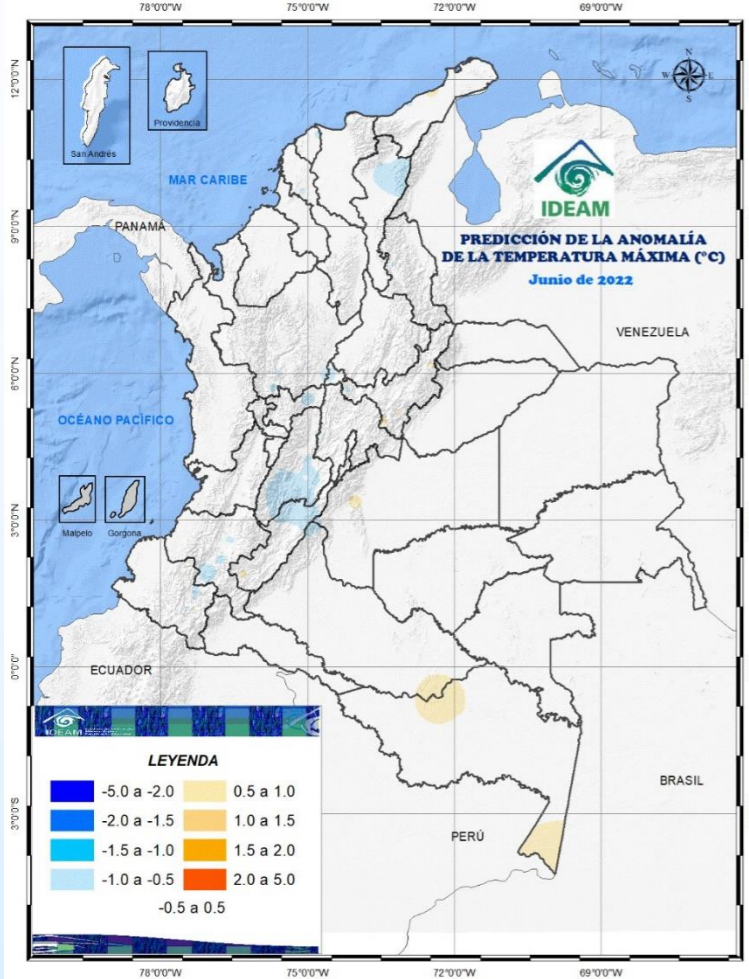 78°0'0"W 75°0'0"W 72°0'0"W 69°0'0"W
12°0'0"N
9°0'0"N
6°0'0"N
3°0'0"N
0°0'0"
3°0'0"S
N
W
E
S
San Andrés
Providencia
MAR CARIBE
PANAMÁ
IDEAM
PREDICCIÓN DE LA ANOMALÍA
DE LA TEMPERATURA MÁXIMA (°C)
Junio de 2022
VENEZUELA
OCÉANO PACÍFICO
Malpelo
Gorgona
ECUADOR
BRASIL
PERÚ
IDEAM
LEYENDA
-5.0 a -2.0 0.5 a 1.0
-2.0 a -1.5 1.0 a 1.5
-1.5 a -1.0 1.5 a 2.0
-1.0 a -0.5 2.0 a 5.0
-0.5 a 0.5
78°0'0"W 75°0'0"W 72°0'0"W 69°0'0"W